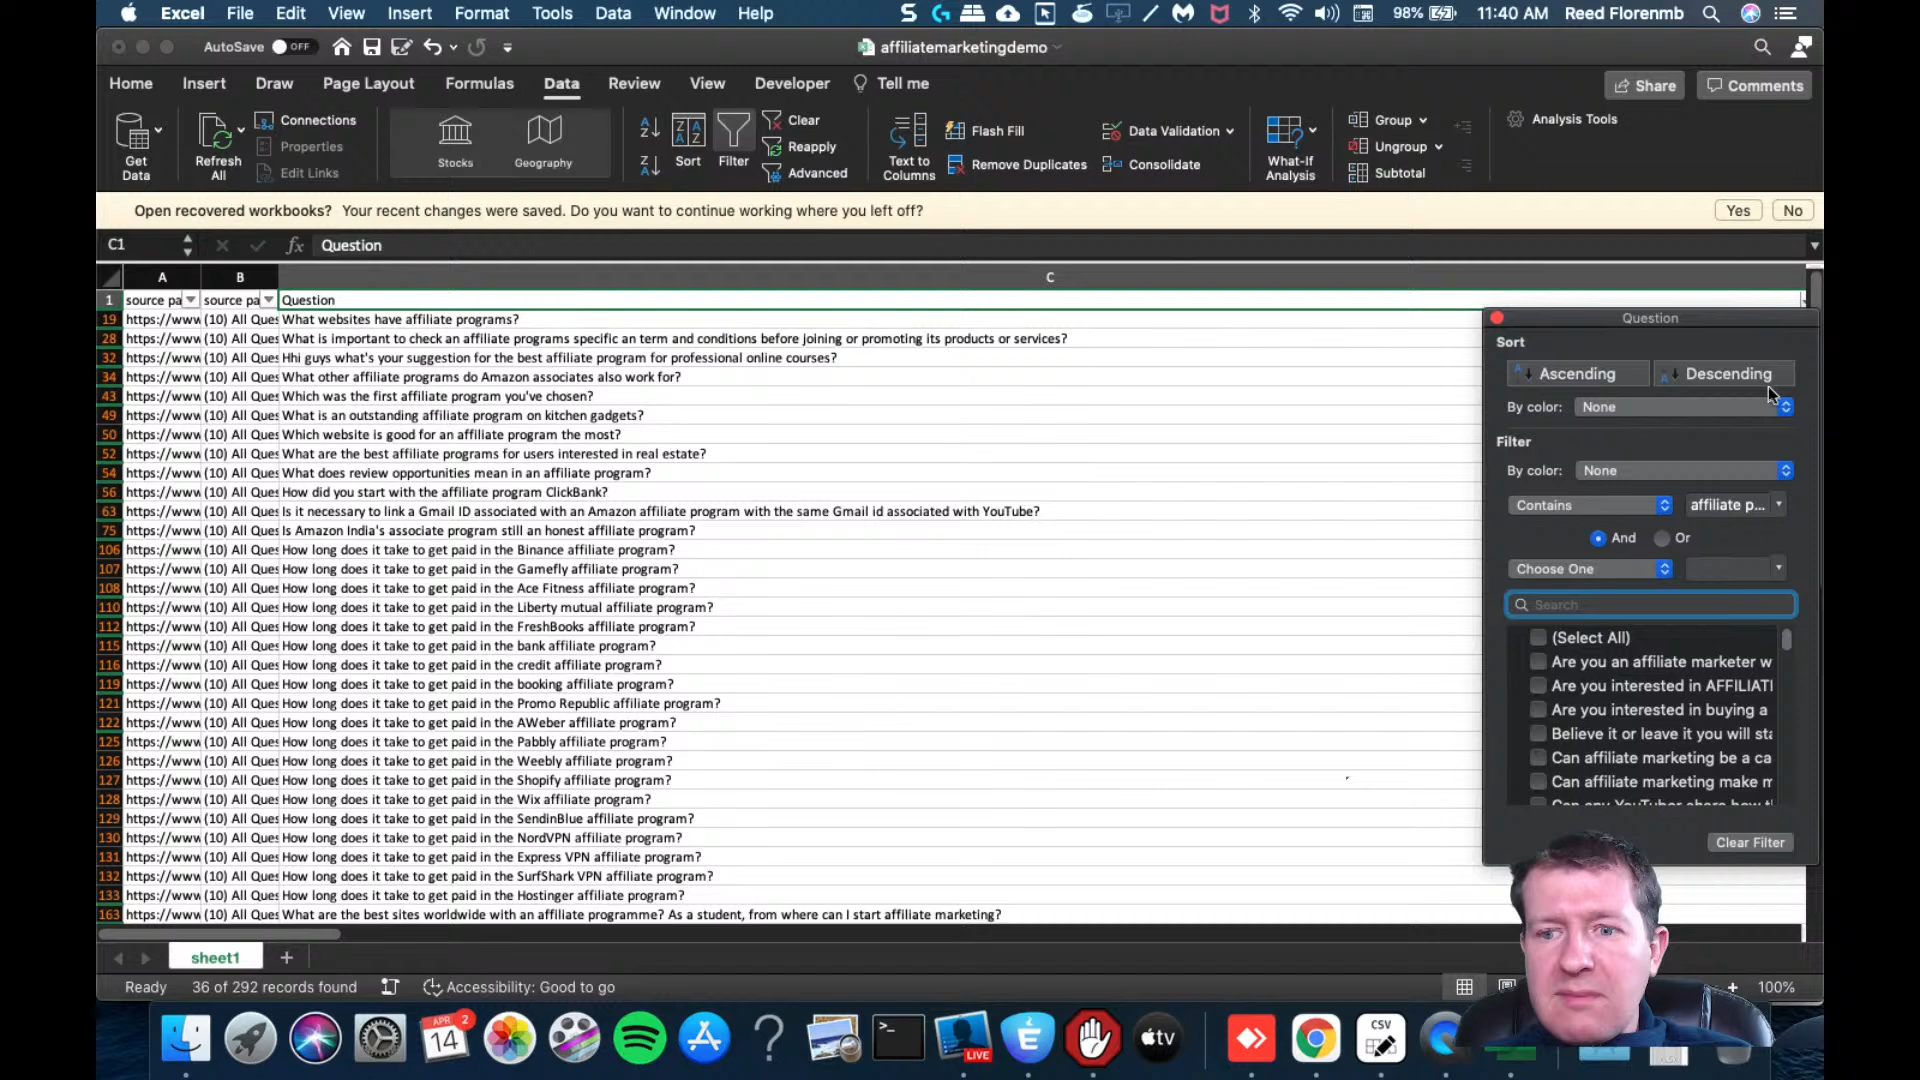 Excel File Edit View Insert Format Tools Data Window Help 98% 11:40 AM Reed Florenmb
AutoSave OFF affiliatemarketingdemo
Home Insert Draw Page Layout Formulas Data Review View Developer Tell me Share Comments
Get Data Refresh All Connections Properties Edit Links Stocks Geography Sort Filter Clear Reapply Advanced Text to Columns Flash Fill Remove Duplicates Data Validation Consolidate What-If Analysis Group Ungroup Subtotal Analysis Tools
Open recovered workbooks? Your recent changes were saved. Do you want to continue working where you left off? Yes No
C1 fx Question
A B C
1 source pa source pa Question
19 https://www (10) All Ques What websites have affiliate programs?
28 https://www (10) All Ques What is important to check an affiliate programs specific an term and conditions before joining or promoting its products or services?
32 https://www (10) All Ques Hhi guys what's your suggestion for the best affiliate program for professional online courses?
34 https://www (10) All Ques What other affiliate programs do Amazon associates also work for?
43 https://www (10) All Ques Which was the first affiliate program you've chosen?
49 https://www (10) All Ques What is an outstanding affiliate program on kitchen gadgets?
50 https://www (10) All Ques Which website is good for an affiliate program the most?
52 https://www (10) All Ques What are the best affiliate programs for users interested in real estate?
54 https://www (10) All Ques What does review opportunities mean in an affiliate program?
56 https://www (10) All Ques How did you start with the affiliate program ClickBank?
63 https://www (10) All Ques Is it necessary to link a Gmail ID associated with an Amazon affiliate program with the same Gmail id associated with YouTube?
75 https://www (10) All Ques Is Amazon India's associate program still an honest affiliate program?
106 https://www (10) All Ques How long does it take to get paid in the Binance affiliate program?
107 https://www (10) All Ques How long does it take to get paid in the Gamefly affiliate program?
108 https://www (10) All Ques How long does it take to get paid in the Ace Fitness affiliate program?
110 https://www (10) All Ques How long does it take to get paid in the Liberty mutual affiliate program?
112 https://www (10) All Ques How long does it take to get paid in the FreshBooks affiliate program?
115 https://www (10) All Ques How long does it take to get paid in the bank affiliate program?
116 https://www (10) All Ques How long does it take to get paid in the credit affiliate program?
119 https://www (10) All Ques How long does it take to get paid in the booking affiliate program?
121 https://www (10) All Ques How long does it take to get paid in the Promo Republic affiliate program?
122 https://www (10) All Ques How long does it take to get paid in the AWeber affiliate program?
125 https://www (10) All Ques How long does it take to get paid in the Pabbly affiliate program?
126 https://www (10) All Ques How long does it take to get paid in the Weebly affiliate program?
127 https://www (10) All Ques How long does it take to get paid in the Shopify affiliate program?
128 https://www (10) All Ques How long does it take to get paid in the Wix affiliate program?
129 https://www (10) All Ques How long does it take to get paid in the SendinBlue affiliate program?
130 https://www (10) All Ques How long does it take to get paid in the NordVPN affiliate program?
131 https://www (10) All Ques How long does it take to get paid in the Express VPN affiliate program?
132 https://www (10) All Ques How long does it take to get paid in the SurfShark VPN affiliate program?
133 https://www (10) All Ques How long does it take to get paid in the Hostinger affiliate program?
163 https://www (10) All Ques What are the best sites worldwide with an affiliate programme? As a student, from where can I start affiliate marketing?
Question
Sort
Ascending Descending
By color: None
Filter
By color: None
Contains affiliate p...
And Or
Choose One
Search
(Select All)
Are you an affiliate marketer w
Are you interested in AFFILIATI
Are you interested in buying a
Believe it or leave it you will sta
Can affiliate marketing be a ca
Can affiliate marketing make m
Clear Filter
sheet1
Ready 36 of 292 records found Accessibility: Good to go 100%
APR 14 2 LIVE tv CSV